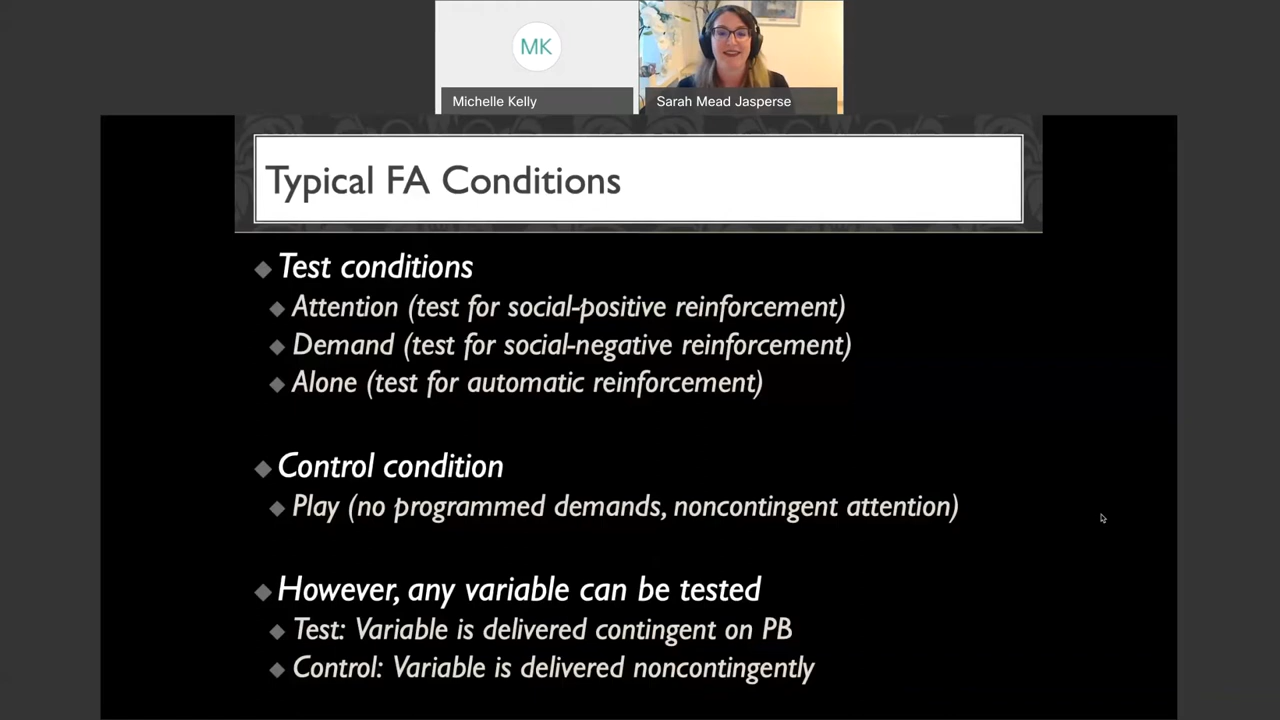 MK
Michelle Kelly
Sarah Mead Jasperse
Typical FA Conditions
Test conditions
Attention (test for social-positive reinforcement)
Demand (test for social-negative reinforcement)
Alone (test for automatic reinforcement)
Control condition
Play (no programmed demands, noncontingent attention)
However, any variable can be tested
Test: Variable is delivered contingent on PB
Control: Variable is delivered noncontingently